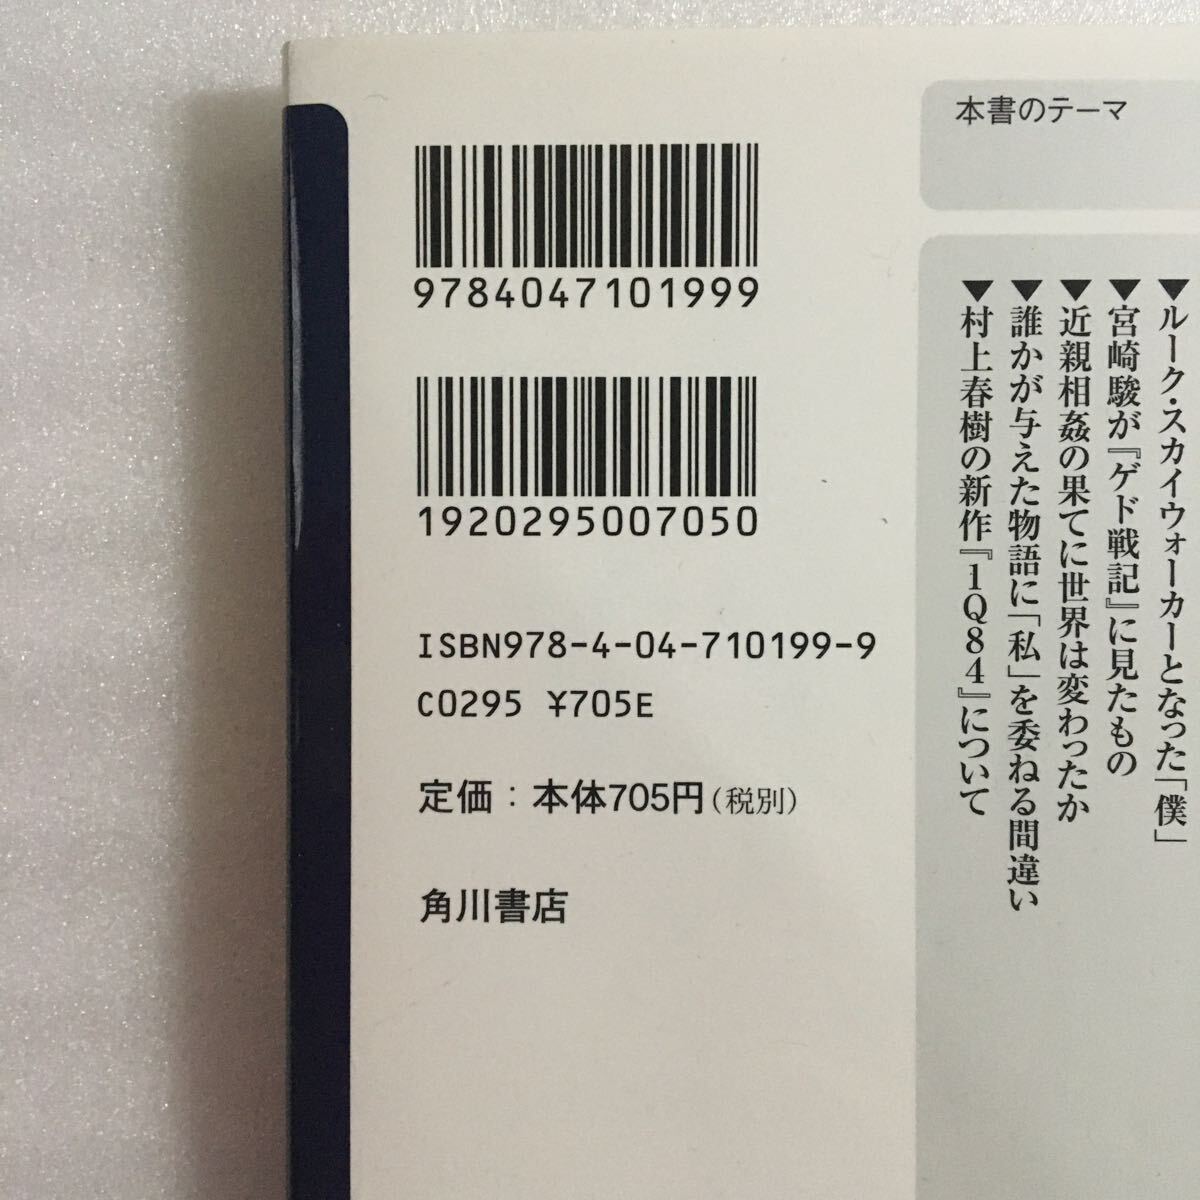 9784047101999
1920295007050
ISBN978-4-04-710199-9
C0295 ¥705E
定価：本体705円(税別)
角川書店
本書のテーマ
▼ルーク・スカイウォーカーとなった「僕」
▼宮崎駿が『ゲド戦記』に見たもの
▼近親相姦の果てに世界は変わったか
▼誰かが与えた物語に「私」を委ねる間違い
▼村上春樹の新作『1Q84』について